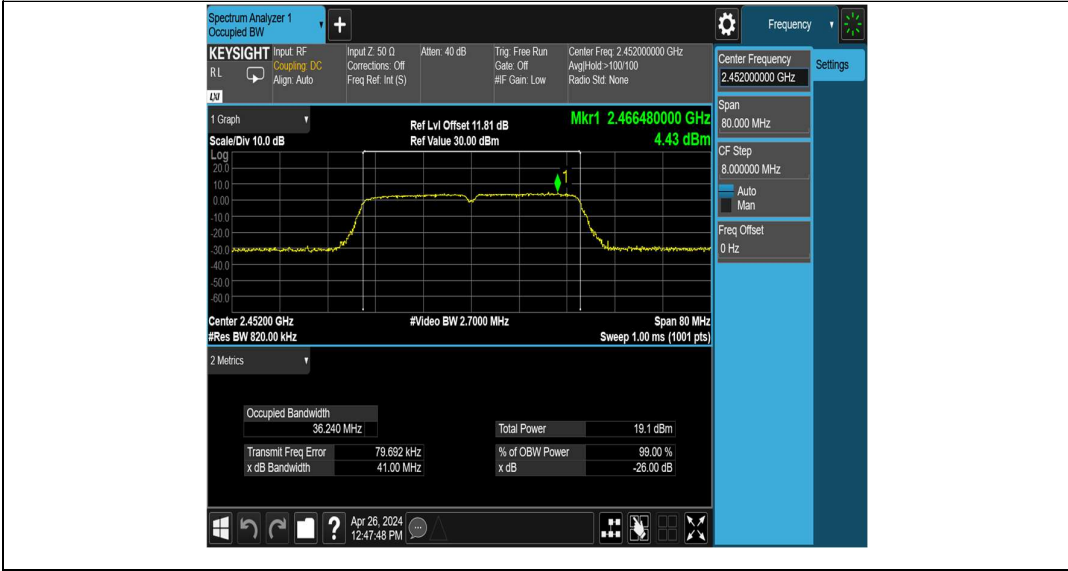 Spectrum Analyzer 1
Occupied BW
Frequency
KEYSIGHT
R L
LXI
Input: RF
Coupling: DC
Align: Auto
Input Z: 50 Ω
Corrections: Off
Freq Ref: Int (S)
Atten: 40 dB
Trig: Free Run
Gate: Off
#IF Gain: Low
Center Freq: 2.452000000 GHz
Avg|Hold:>100/100
Radio Std: None
Center Frequency
2.452000000 GHz
Settings
Span
80.000 MHz
CF Step
8.000000 MHz
Auto
Man
Freq Offset
0 Hz
1 Graph
Scale/Div 10.0 dB
Ref Lvl Offset 11.81 dB
Ref Value 30.00 dBm
Mkr1 2.466480000 GHz
4.43 dBm
Log
20.0
10.0
0.00
-10.0
-20.0
-30.0
-40.0
-50.0
-60.0
1
Center 2.45200 GHz
#Res BW 820.00 kHz
#Video BW 2.7000 MHz
Span 80 MHz
Sweep 1.00 ms (1001 pts)
2 Metrics
Occupied Bandwidth
36.240 MHz
Transmit Freq Error 79.692 kHz
x dB Bandwidth 41.00 MHz
Total Power 19.1 dBm
% of OBW Power 99.00 %
x dB -26.00 dB
?
Apr 26, 2024
12:47:48 PM